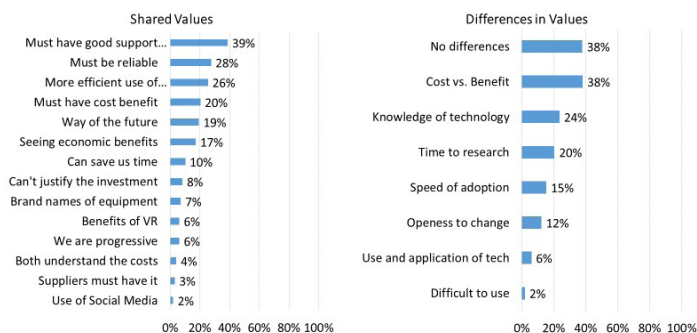 Shared Values
Must have good support... 39%
Must be reliable 28%
More efficient use of... 26%
Must have cost benefit 20%
Way of the future 19%
Seeing economic benefits 17%
Can save us time 10%
Can't justify the investment 8%
Brand names of equipment 7%
Benefits of VR 6%
We are progressive 6%
Both understand the costs 4%
Suppliers must have it 3%
Use of Social Media 2%
0% 20% 40% 60% 80% 100%
Differences in Values
No differences 38%
Cost vs. Benefit 38%
Knowledge of technology 24%
Time to research 20%
Speed of adoption 15%
Openess to change 12%
Use and application of tech 6%
Difficult to use 2%
0% 20% 40% 60% 80% 100%